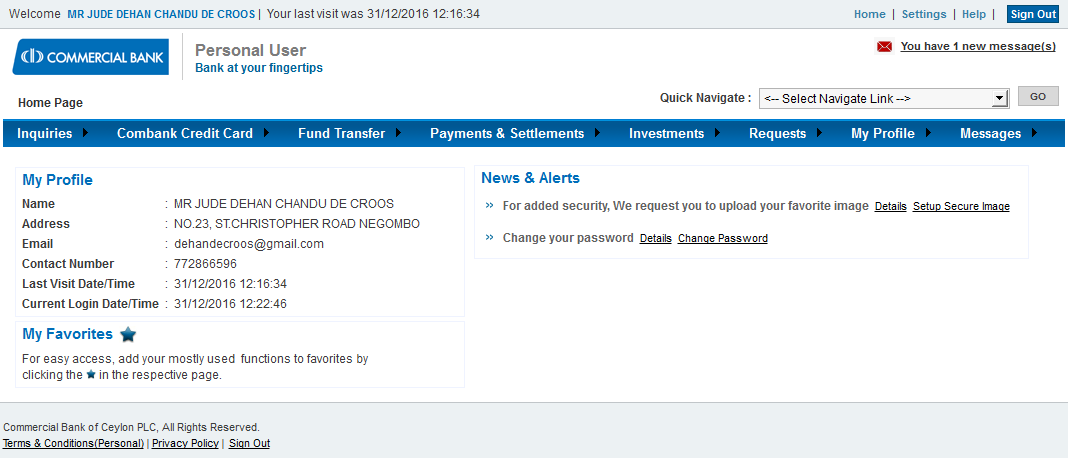 Welcome MR JUDE DEHAN CHANDU DE CROOS | Your last visit was 31/12/2016 12:16:34
Home | Settings | Help | Sign Out
COMMERCIAL BANK
Personal User
Bank at your fingertips
You have 1 new message(s)
Home Page
Quick Navigate : <-- Select Navigate Link --> GO
Inquiries Combank Credit Card Fund Transfer Payments & Settlements Investments Requests My Profile Messages
My Profile
Name : MR JUDE DEHAN CHANDU DE CROOS
Address : NO.23, ST.CHRISTOPHER ROAD NEGOMBO
Email : dehandecroos@gmail.com
Contact Number : 772866596
Last Visit Date/Time : 31/12/2016 12:16:34
Current Login Date/Time : 31/12/2016 12:22:46
My Favorites
For easy access, add your mostly used functions to favorites by
clicking the in the respective page.
News & Alerts
» For added security, We request you to upload your favorite image Details Setup Secure Image
» Change your password Details Change Password
Commercial Bank of Ceylon PLC, All Rights Reserved.
Terms & Conditions(Personal) | Privacy Policy | Sign Out